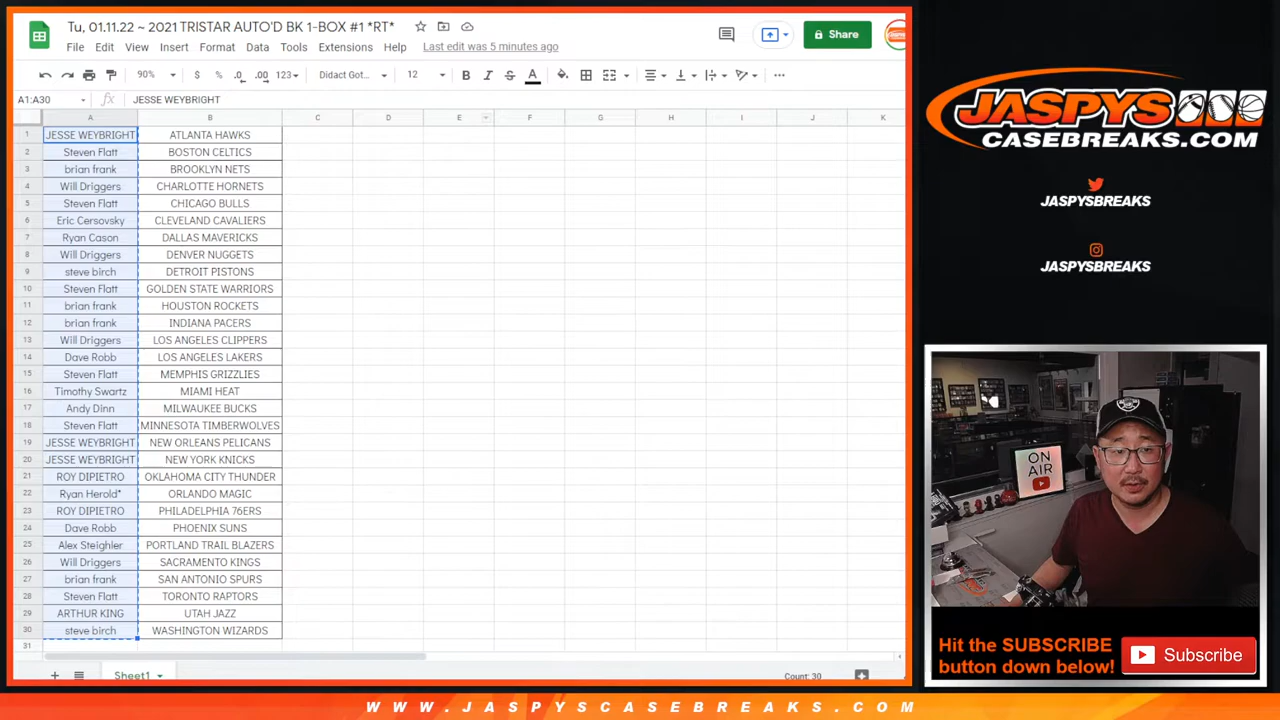 Tu, 01.11.22 ~ 2021 TRISTAR AUTO'D BK 1-BOX #1 *RT*
File Edit View Insert Format Data Tools Extensions Help Last edit was 5 minutes ago
Share
90% $ % .0 .00 123 Didact Got... 12 B I S A
A1:A30 fx JESSE WEYBRIGHT
A B C D E F G H I J K
1 JESSE WEYBRIGHT ATLANTA HAWKS
2 Steven Flatt BOSTON CELTICS
3 brian frank BROOKLYN NETS
4 Will Driggers CHARLOTTE HORNETS
5 Steven Flatt CHICAGO BULLS
6 Eric Cersovsky CLEVELAND CAVALIERS
7 Ryan Cason DALLAS MAVERICKS
8 Will Driggers DENVER NUGGETS
9 steve birch DETROIT PISTONS
10 Steven Flatt GOLDEN STATE WARRIORS
11 brian frank HOUSTON ROCKETS
12 brian frank INDIANA PACERS
13 Will Driggers LOS ANGELES CLIPPERS
14 Dave Robb LOS ANGELES LAKERS
15 Steven Flatt MEMPHIS GRIZZLIES
16 Timothy Swartz MIAMI HEAT
17 Andy Dinn MILWAUKEE BUCKS
18 Steven Flatt MINNESOTA TIMBERWOLVES
19 JESSE WEYBRIGHT NEW ORLEANS PELICANS
20 JESSE WEYBRIGHT NEW YORK KNICKS
21 ROY DIPIETRO OKLAHOMA CITY THUNDER
22 Ryan Herold* ORLANDO MAGIC
23 ROY DIPIETRO PHILADELPHIA 76ERS
24 Dave Robb PHOENIX SUNS
25 Alex Steighler PORTLAND TRAIL BLAZERS
26 Will Driggers SACRAMENTO KINGS
27 brian frank SAN ANTONIO SPURS
28 Steven Flatt TORONTO RAPTORS
29 ARTHUR KING UTAH JAZZ
30 steve birch WASHINGTON WIZARDS
31
Sheet1 Count: 30
JASPYS
CASEBREAKS.COM
JASPYSBREAKS
JASPYSBREAKS
ON
AIR
Hit the SUBSCRIBE
button down below!
Subscribe
WWW.JASPYSCASEBREAKS.COM